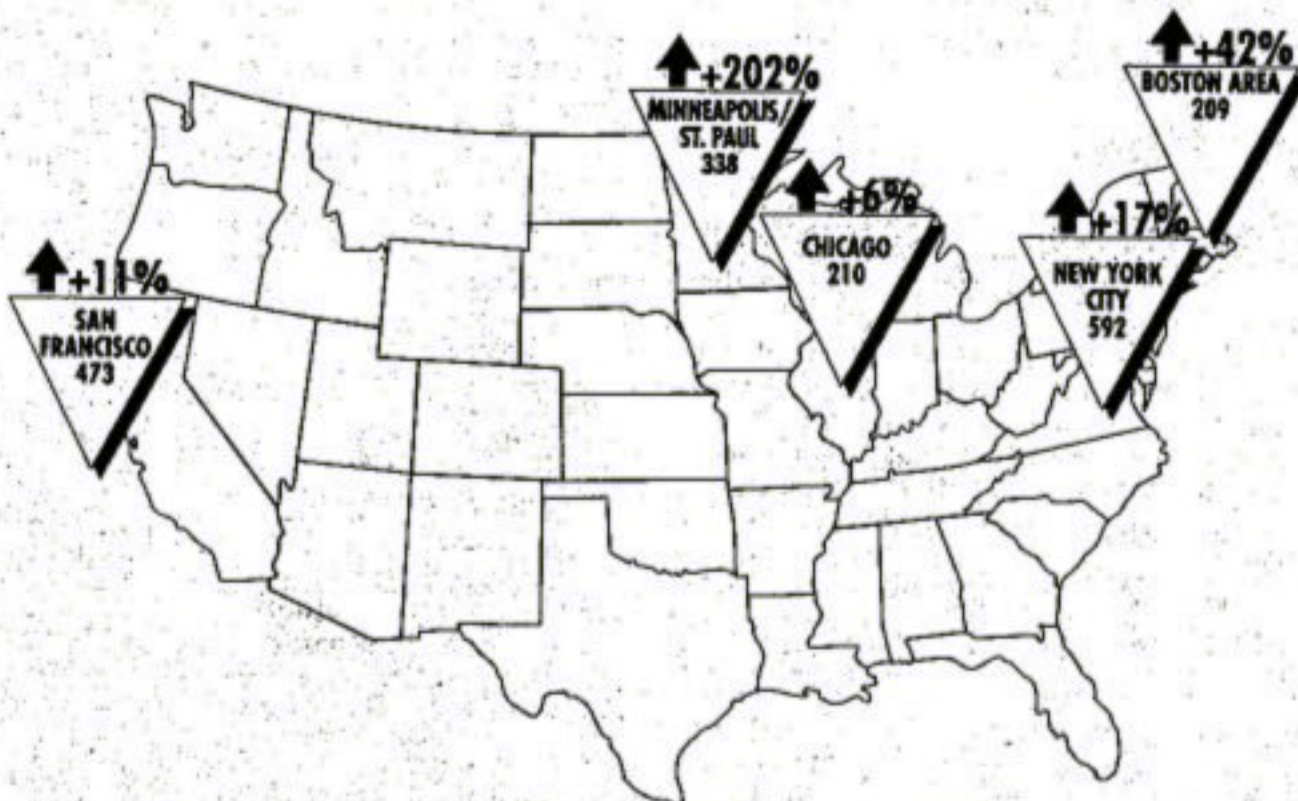 +202%
MINNEAPOLIS/
ST. PAUL
338
+42%
BOSTON AREA
209
+6%
CHICAGO
210
+17%
NEW YORK
CITY
592
+11%
SAN
FRANCISCO
473